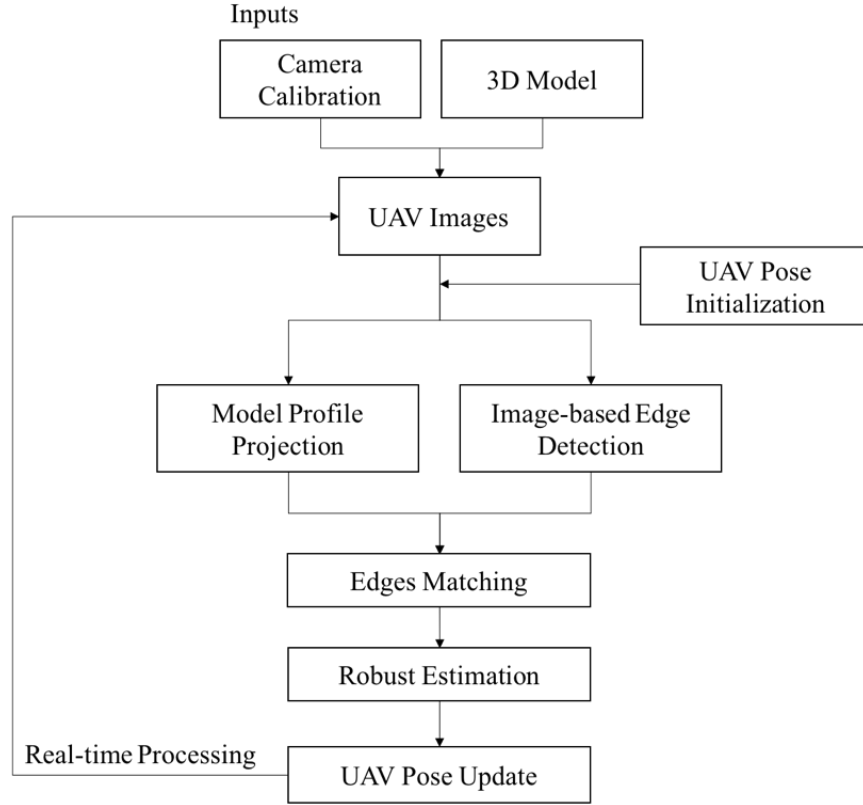 Inputs
Camera
Calibration
3D Model
UAV Images
UAV Pose
Initialization
Model Profile
Projection
Image-based Edge
Detection
Edges Matching
Robust Estimation
Real-time Processing
UAV Pose Update